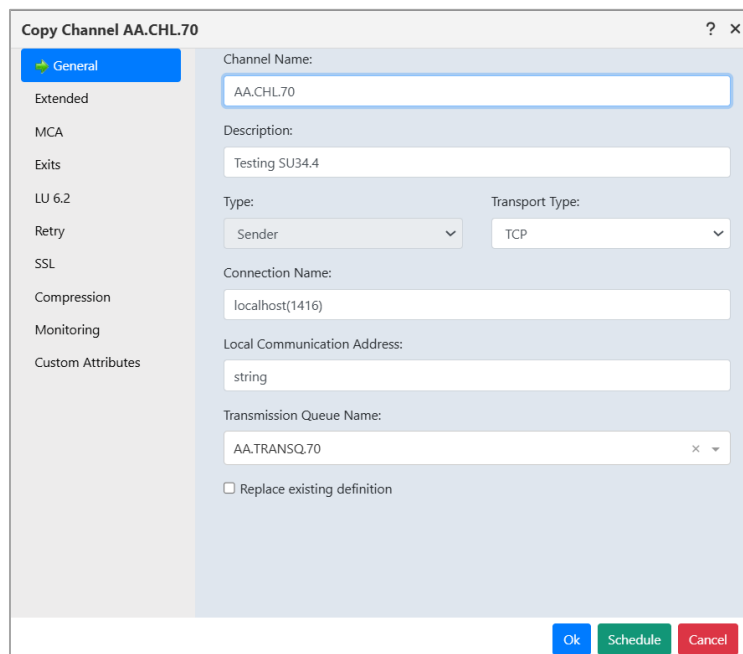 Copy Channel AA.CHL.70
? ×
General
Extended
MCA
Exits
LU 6.2
Retry
SSL
Compression
Monitoring
Custom Attributes
Channel Name:
AA.CHL.70
Description:
Testing SU34.4
Type: Transport Type:
Sender TCP
Connection Name:
localhost(1416)
Local Communication Address:
string
Transmission Queue Name:
AA.TRANSQ.70 ×
Replace existing definition
Ok Schedule Cancel